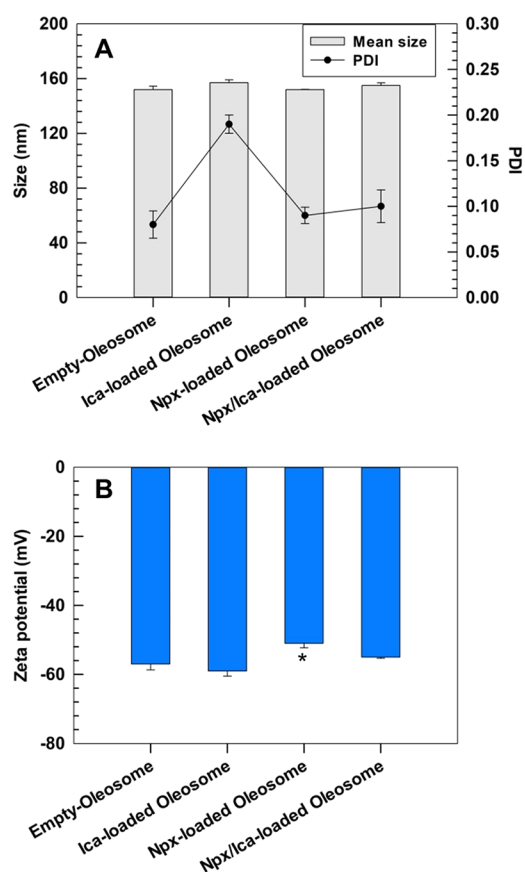 A
Mean size
PDI
200
160
120
80
40
0
Size (nm)
0.30
0.25
0.20
0.15
0.10
0.05
0.00
PDI
Empty-Oleosome
Ica-loaded Oleosome
Npx-loaded Oleosome
Npx/Ica-loaded Oleosome
B
0
-20
-40
-60
-80
Zeta potential (mV)
*
Empty-Oleosome
Ica-loaded Oleosome
Npx-loaded Oleosome
Npx/Ica-loaded Oleosome